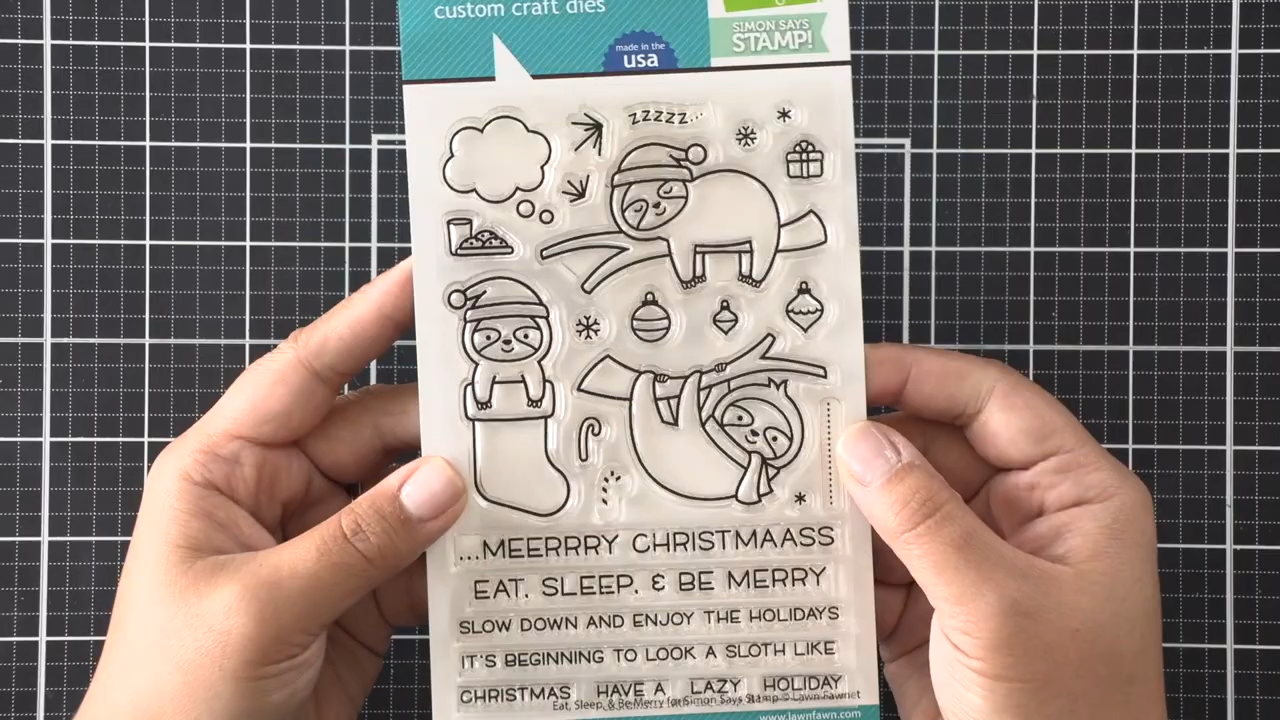 custom craft dies
SIMON SAYS
STAMP!
made in the
usa
ZZZZZ...
...MEERRRY CHRISTMAASS
EAT, SLEEP, & BE MERRY
SLOW DOWN AND ENJOY THE HOLIDAYS
IT'S BEGINNING TO LOOK A SLOTH LIKE
CHRISTMAS HAVE A LAZY HOLIDAY
Eat, Sleep, & Be Merry for Simon Says Stamp © Lawn Fawn
www.lawnfawn.com